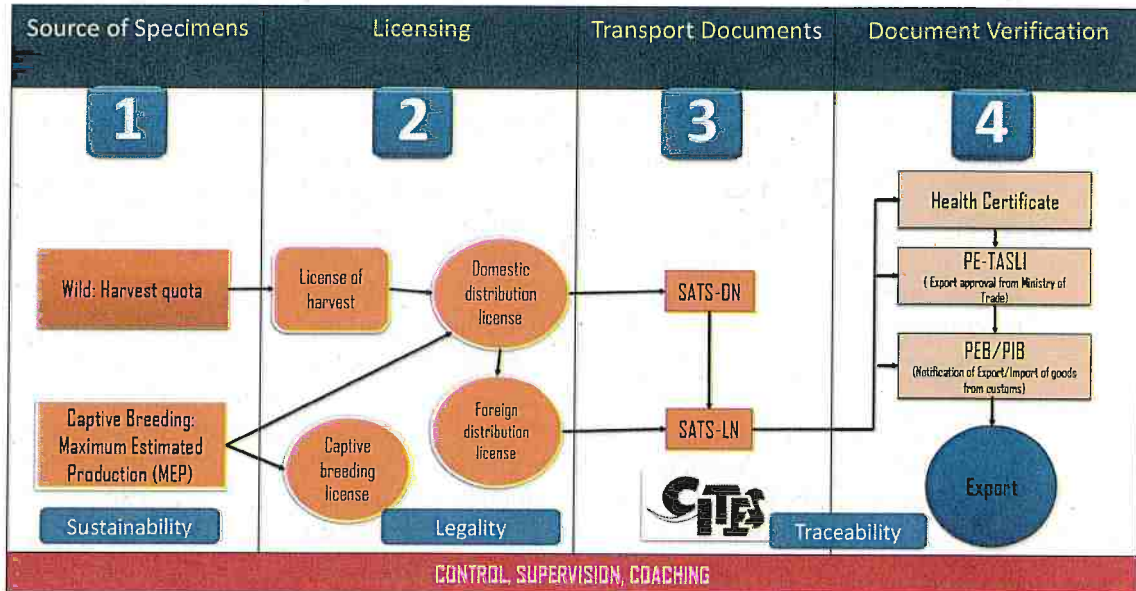 Source of Specimens
Licensing
Transport Documents
Document Verification
1
2
3
4
Wild: Harvest quota
Captive Breeding:
Maximum Estimated
Production (MEP)
Sustainability
License of
harvest
Domestic
distribution
license
Foreign
distribution
license
Captive
breeding
license
Legality
SATS-DN
SATS-LN
CITES
Traceability
Health Certificate
PE-TASLI
( Export approval from Ministry of
Trade)
PEB/PIB
(Notification of Export/Import of goods
from customs)
Export
CONTROL, SUPERVISION, COACHING